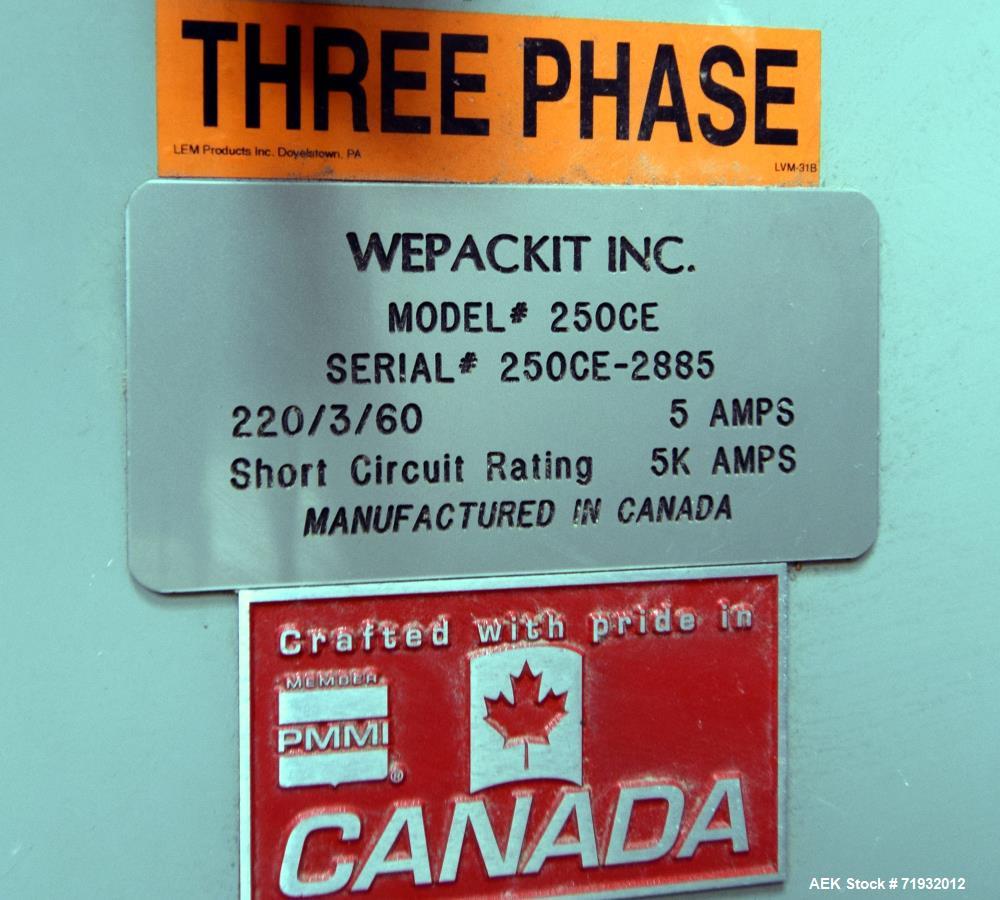 THREE PHASE
LEM Products Inc. Doyelstown, PA
LVM-31B
WEPACKIT INC.
MODEL# 250CE
SERIAL# 250CE-2885
220/3/60 5 AMPS
Short Circuit Rating 5K AMPS
MANUFACTURED IN CANADA
Crafted with pride in
MEMBER
PMMI®
CANADA
AEK Stock # 71932012